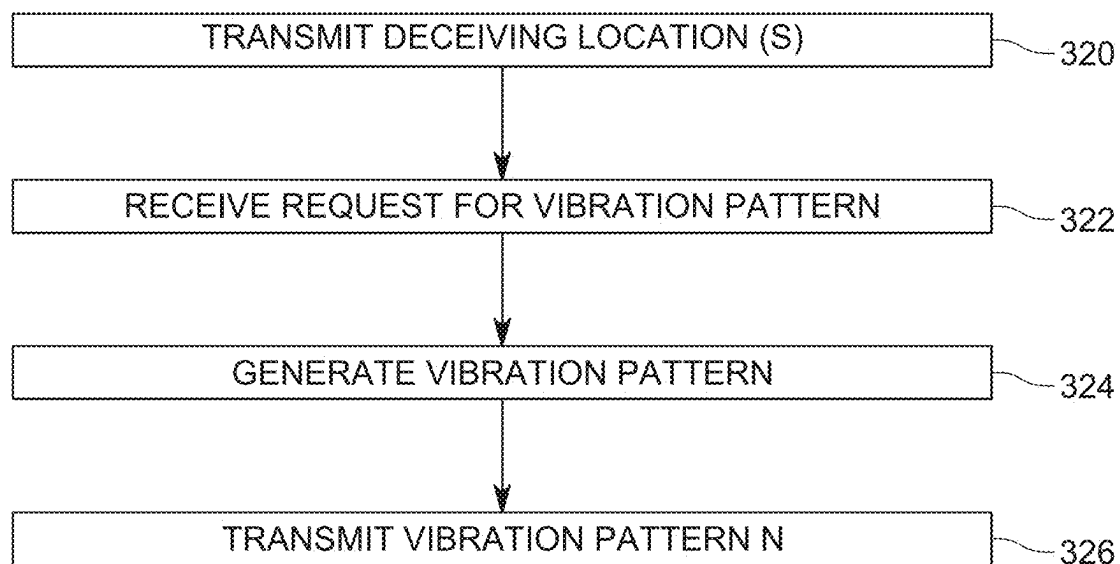 TRANSMIT DECEIVING LOCATION (S)
320
RECEIVE REQUEST FOR VIBRATION PATTERN
322
GENERATE VIBRATION PATTERN
324
TRANSMIT VIBRATION PATTERN N
326